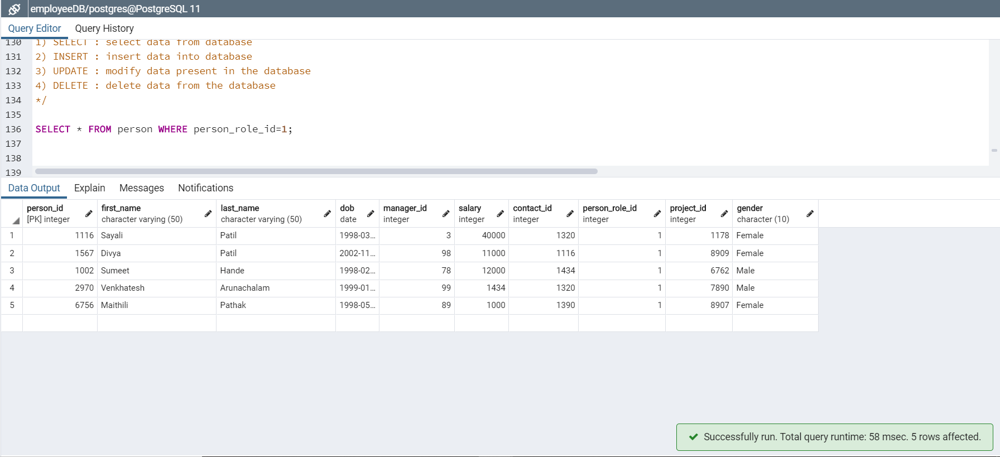 employeeDB/postgres@PostgreSQL 11
Query Editor Query History
130 1) SELECT : select data from database
131 2) INSERT : insert data into database
132 3) UPDATE : modify data present in the database
133 4) DELETE : delete data from the database
134 */
135
136 SELECT * FROM person WHERE person_role_id=1;
137
138
139
Data Output Explain Messages Notifications
person_id first_name last_name dob manager_id salary contact_id person_role_id project_id gender
[PK] integer character varying (50) character varying (50) date integer integer integer integer integer character (10)
1 1116 Sayali Patil 1998-03... 3 40000 1320 1 1178 Female
2 1567 Divya Patil 2002-11... 98 11000 1116 1 8909 Female
3 1002 Sumeet Hande 1998-02... 78 12000 1434 1 6762 Male
4 2970 Venkhatesh Arunachalam 1999-01... 99 1434 1320 1 7890 Male
5 6756 Maithili Pathak 1998-05... 89 1000 1390 1 8907 Female
Successfully run. Total query runtime: 58 msec. 5 rows affected.